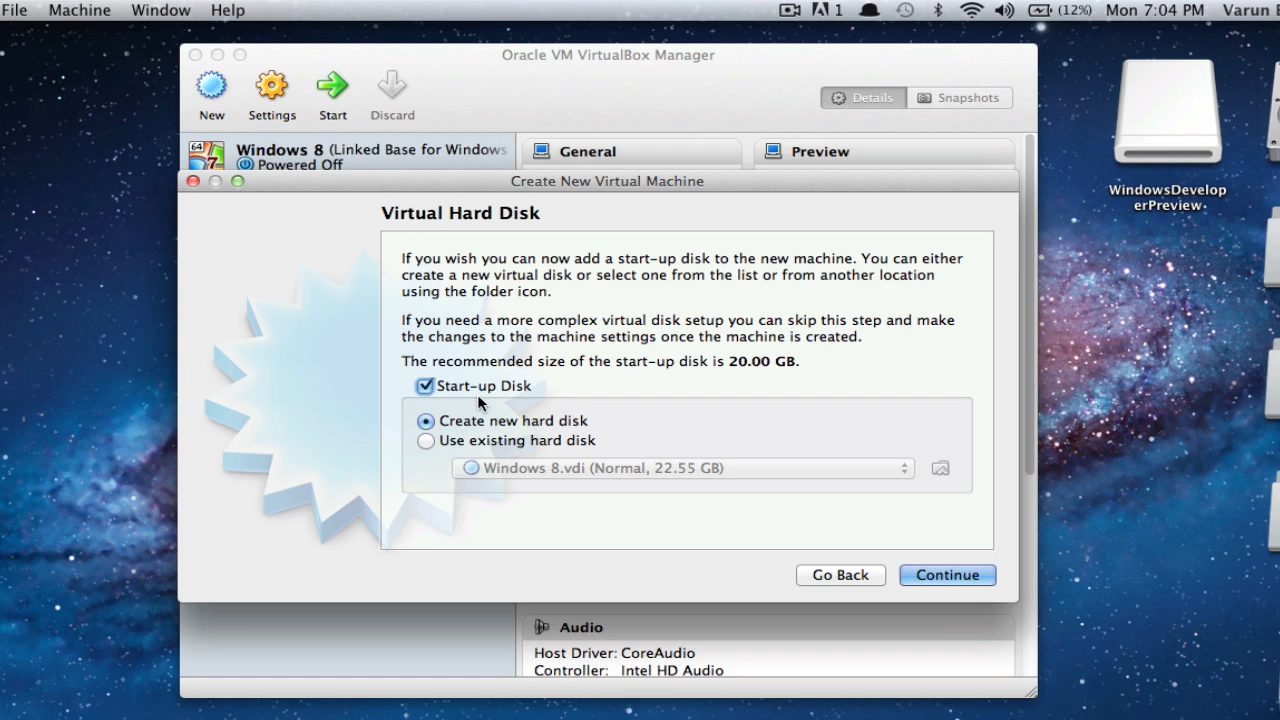 File Machine Window Help
1 (12%) Mon 7:04 PM Varun
Oracle VM VirtualBox Manager
New Settings Start Discard
Details Snapshots
64 7 Windows 8 (Linked Base for Windows
Powered Off
General
Preview
Create New Virtual Machine
WindowsDevelop
erPreview
Virtual Hard Disk
If you wish you can now add a start-up disk to the new machine. You can either
create a new virtual disk or select one from the list or from another location
using the folder icon.
If you need a more complex virtual disk setup you can skip this step and make
the changes to the machine settings once the machine is created.
The recommended size of the start-up disk is 20.00 GB.
Start-up Disk
Create new hard disk
Use existing hard disk
Windows 8.vdi (Normal, 22.55 GB)
Go Back Continue
Audio
Host Driver: CoreAudio
Controller: Intel HD Audio